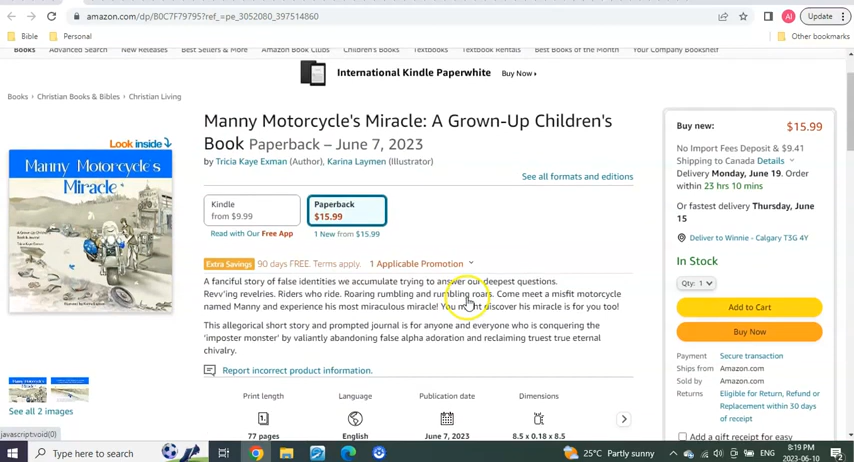 amazon.com/dp/B0C7F79795?ref_=pe_3052080_397514860
Update
Bible
Personal
Other bookmarks
Books Advanced Search New Releases Best Sellers & More Amazon Book Clubs Children's Books Textbooks Textbook Rentals Best Books of the Month Your Company Bookshelf
International Kindle Paperwhite Buy Now ›
Books › Christian Books & Bibles › Christian Living
Look inside
Manny Motorcycle's
Miracle
Manny Motorcycle's Miracle: A Grown-Up Children's
Book Paperback – June 7, 2023
by Tricia Kaye Exman (Author), Karina Laymen (Illustrator)
See all formats and editions
Kindle
from $9.99
Paperback
$15.99
Read with Our Free App
1 New from $15.99
Extra Savings 90 days FREE. Terms apply. 1 Applicable Promotion
A fanciful story of false identities we accumulate trying to answer our deepest questions.
Revv'ing revelries. Riders who ride. Roaring rumbling and rumbling roars. Come meet a misfit motorcycle
named Manny and experience his most miraculous miracle! You might discover his miracle is for you too!
This allegorical short story and prompted journal is for anyone and everyone who is conquering the
'imposter monster' by valiantly abandoning false alpha adoration and reclaiming truest true eternal
chivalry.
Report incorrect product information.
Print length
77 pages
Language
English
Publication date
June 7, 2023
Dimensions
8.5 x 0.18 x 8.5
See all 2 images
Buy new: $15.99
No Import Fees Deposit & $9.41
Shipping to Canada Details
Delivery Monday, June 19. Order
within 23 hrs 10 mins
Or fastest delivery Thursday, June
15
Deliver to Winnie - Calgary T3G 4Y
In Stock
Qty: 1
Add to Cart
Buy Now
Payment Secure transaction
Ships from Amazon.com
Sold by Amazon.com
Returns Eligible for Return, Refund or
Replacement within 30 days
of receipt
Add a gift receipt for easy
javascript:void(0)
Type here to search
25°C Partly sunny
ENG
8:19 PM
2023-06-10
2